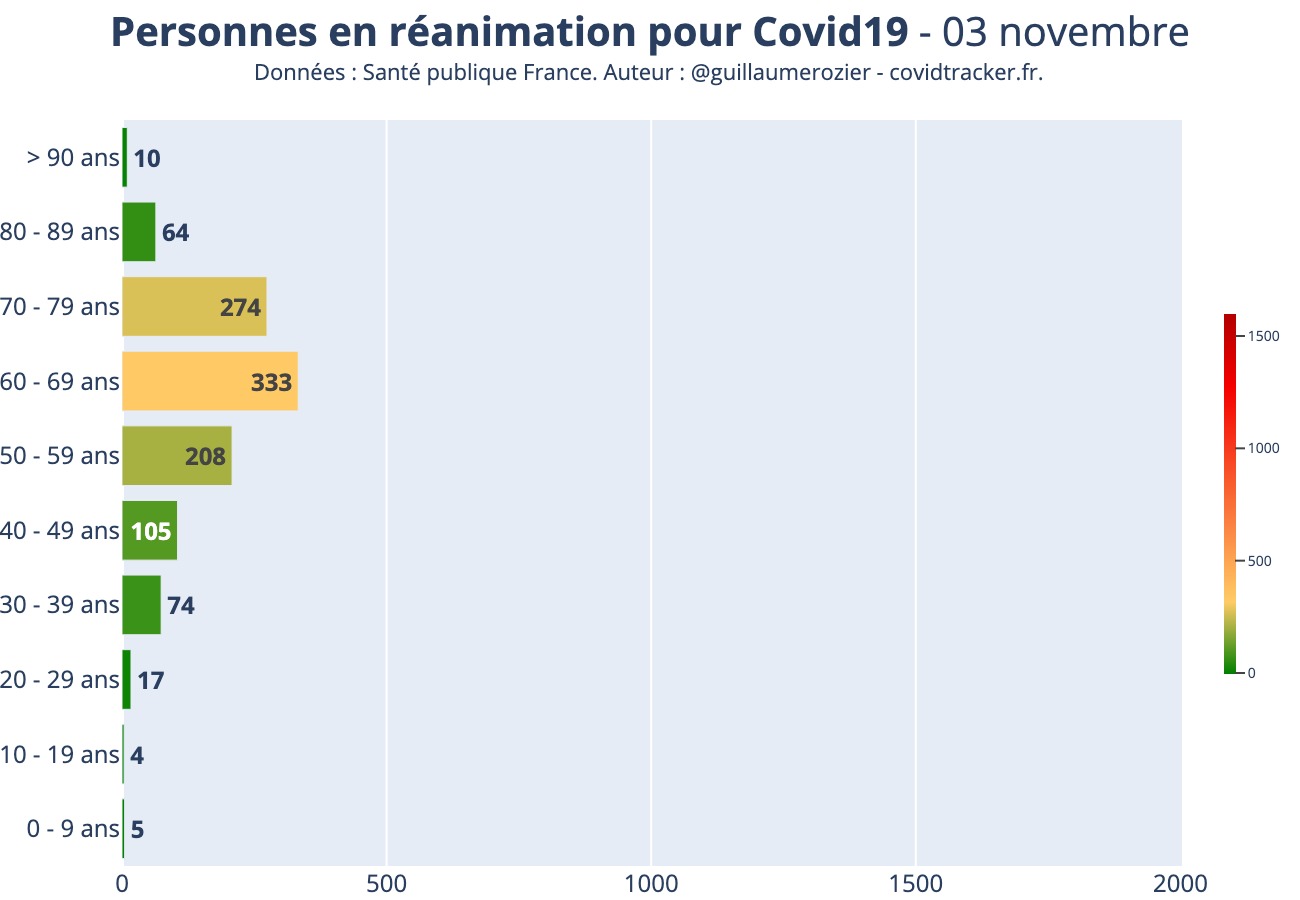 Personnes en réanimation pour Covid19 - 03 novembre
Données : Santé publique France. Auteur : @guillaumerozier - covidtracker.fr.
> 90 ans 10
80 - 89 ans 64
70 - 79 ans 274
60 - 69 ans 333
50 - 59 ans 208
40 - 49 ans 105
30 - 39 ans 74
20 - 29 ans 17
10 - 19 ans 4
0 - 9 ans 5
0 500 1000 1500 2000
1500
1000
500
0